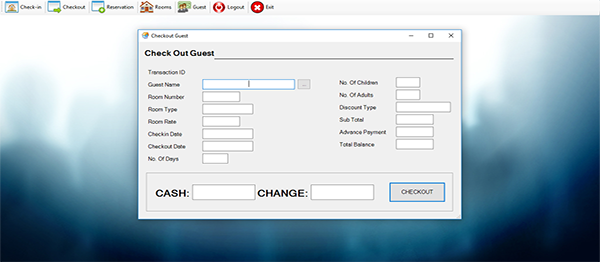 Check-in Checkout Reservation Rooms Guest Logout Exit
Checkout Guest
Check Out Guest
Transaction ID
Guest Name ...
Room Number
Room Type
Room Rate
Checkin Date
Checkout Date
No. Of Days
No. Of Children
No. Of Adults
Discount Type
Sub Total
Advance Payment
Total Balance
CASH: CHANGE: CHECKOUT